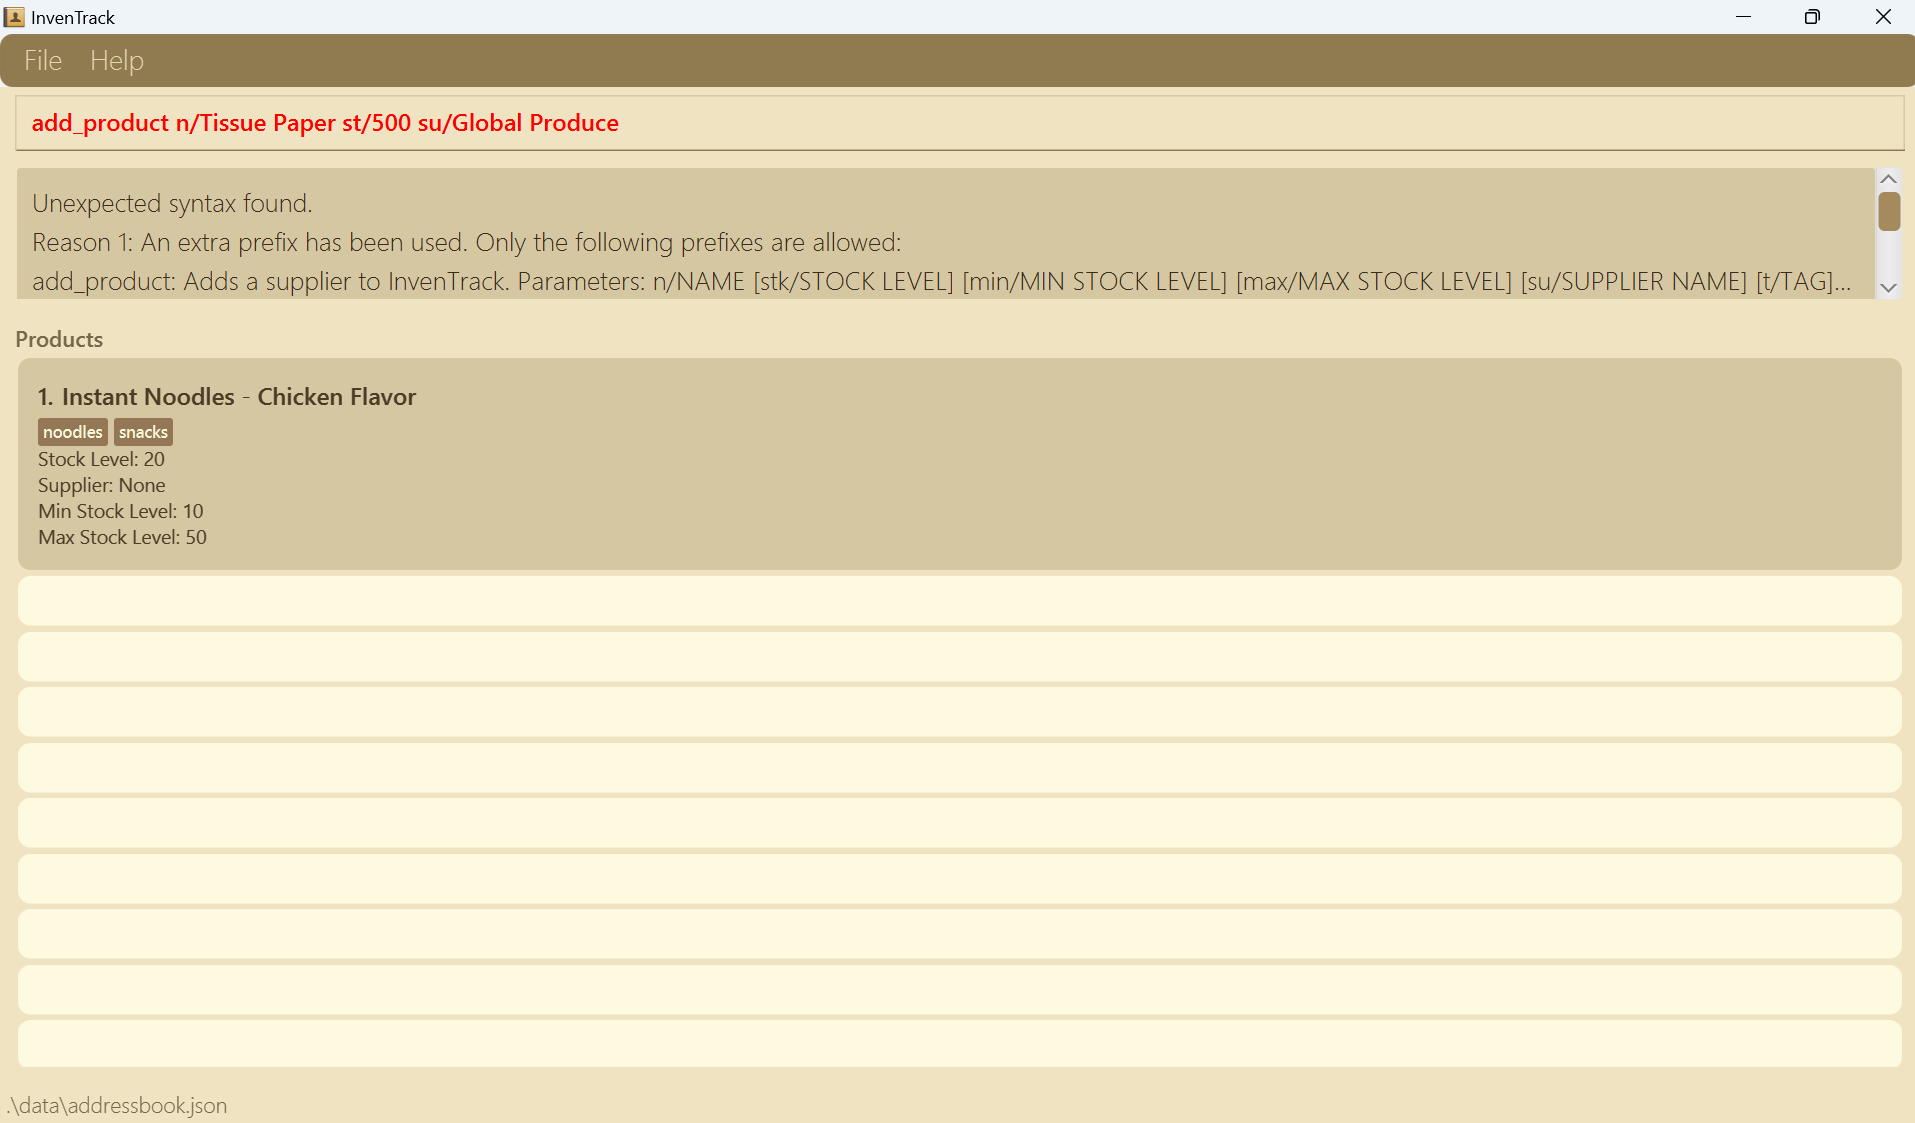 InvenTrack
File Help
add_product n/Tissue Paper st/500 su/Global Produce
Unexpected syntax found.
Reason 1: An extra prefix has been used. Only the following prefixes are allowed:
add_product: Adds a supplier to InvenTrack. Parameters: n/NAME [stk/STOCK LEVEL] [min/MIN STOCK LEVEL] [max/MAX STOCK LEVEL] [su/SUPPLIER NAME] [t/TAG]...
Products
1. Instant Noodles - Chicken Flavor
noodles snacks
Stock Level: 20
Supplier: None
Min Stock Level: 10
Max Stock Level: 50
.\data\addressbook.json